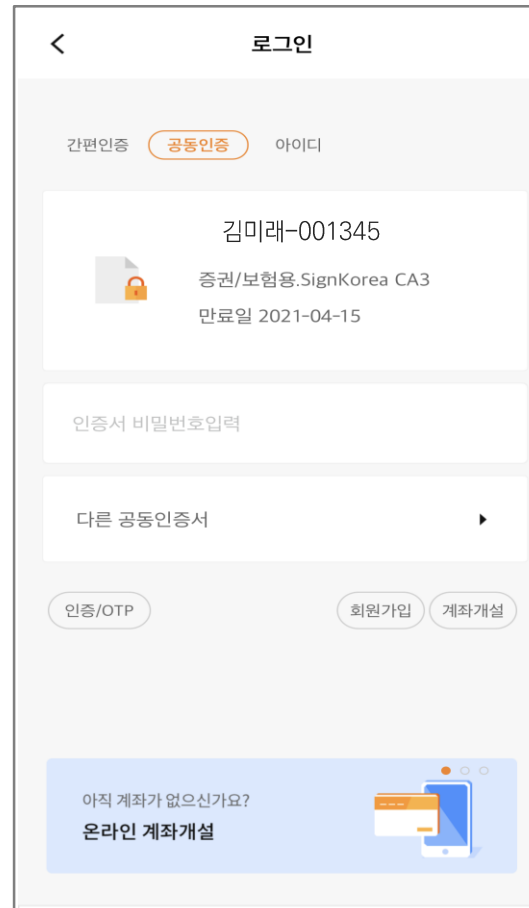 로그인
간편인증 공동인증 아이디
김미래-001345
증권/보험용.SignKorea CA3
만료일 2021-04-15
인증서 비밀번호입력
다른 공동인증서
인증/OTP 회원가입 계좌개설
아직 계좌가 없으신가요?
온라인 계좌개설